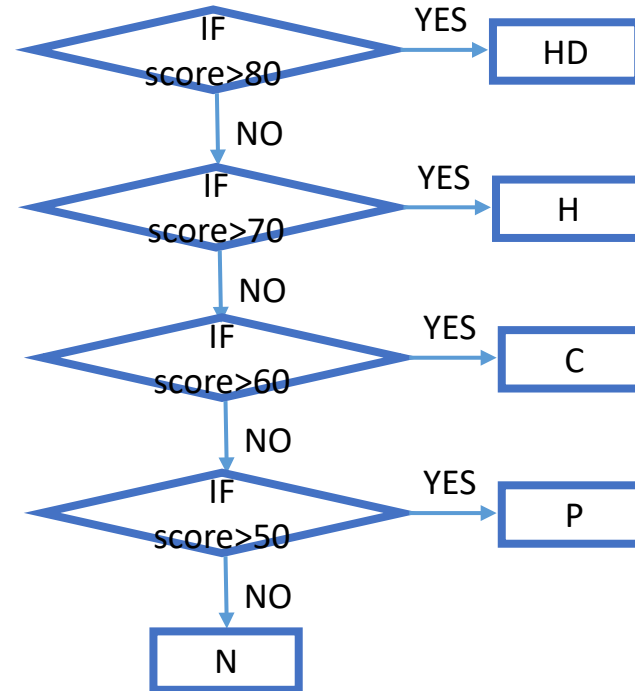 IF
score>80
YES
HD
NO
IF
score>70
YES
H
NO
IF
score>60
YES
C
NO
IF
score>50
YES
P
NO
N